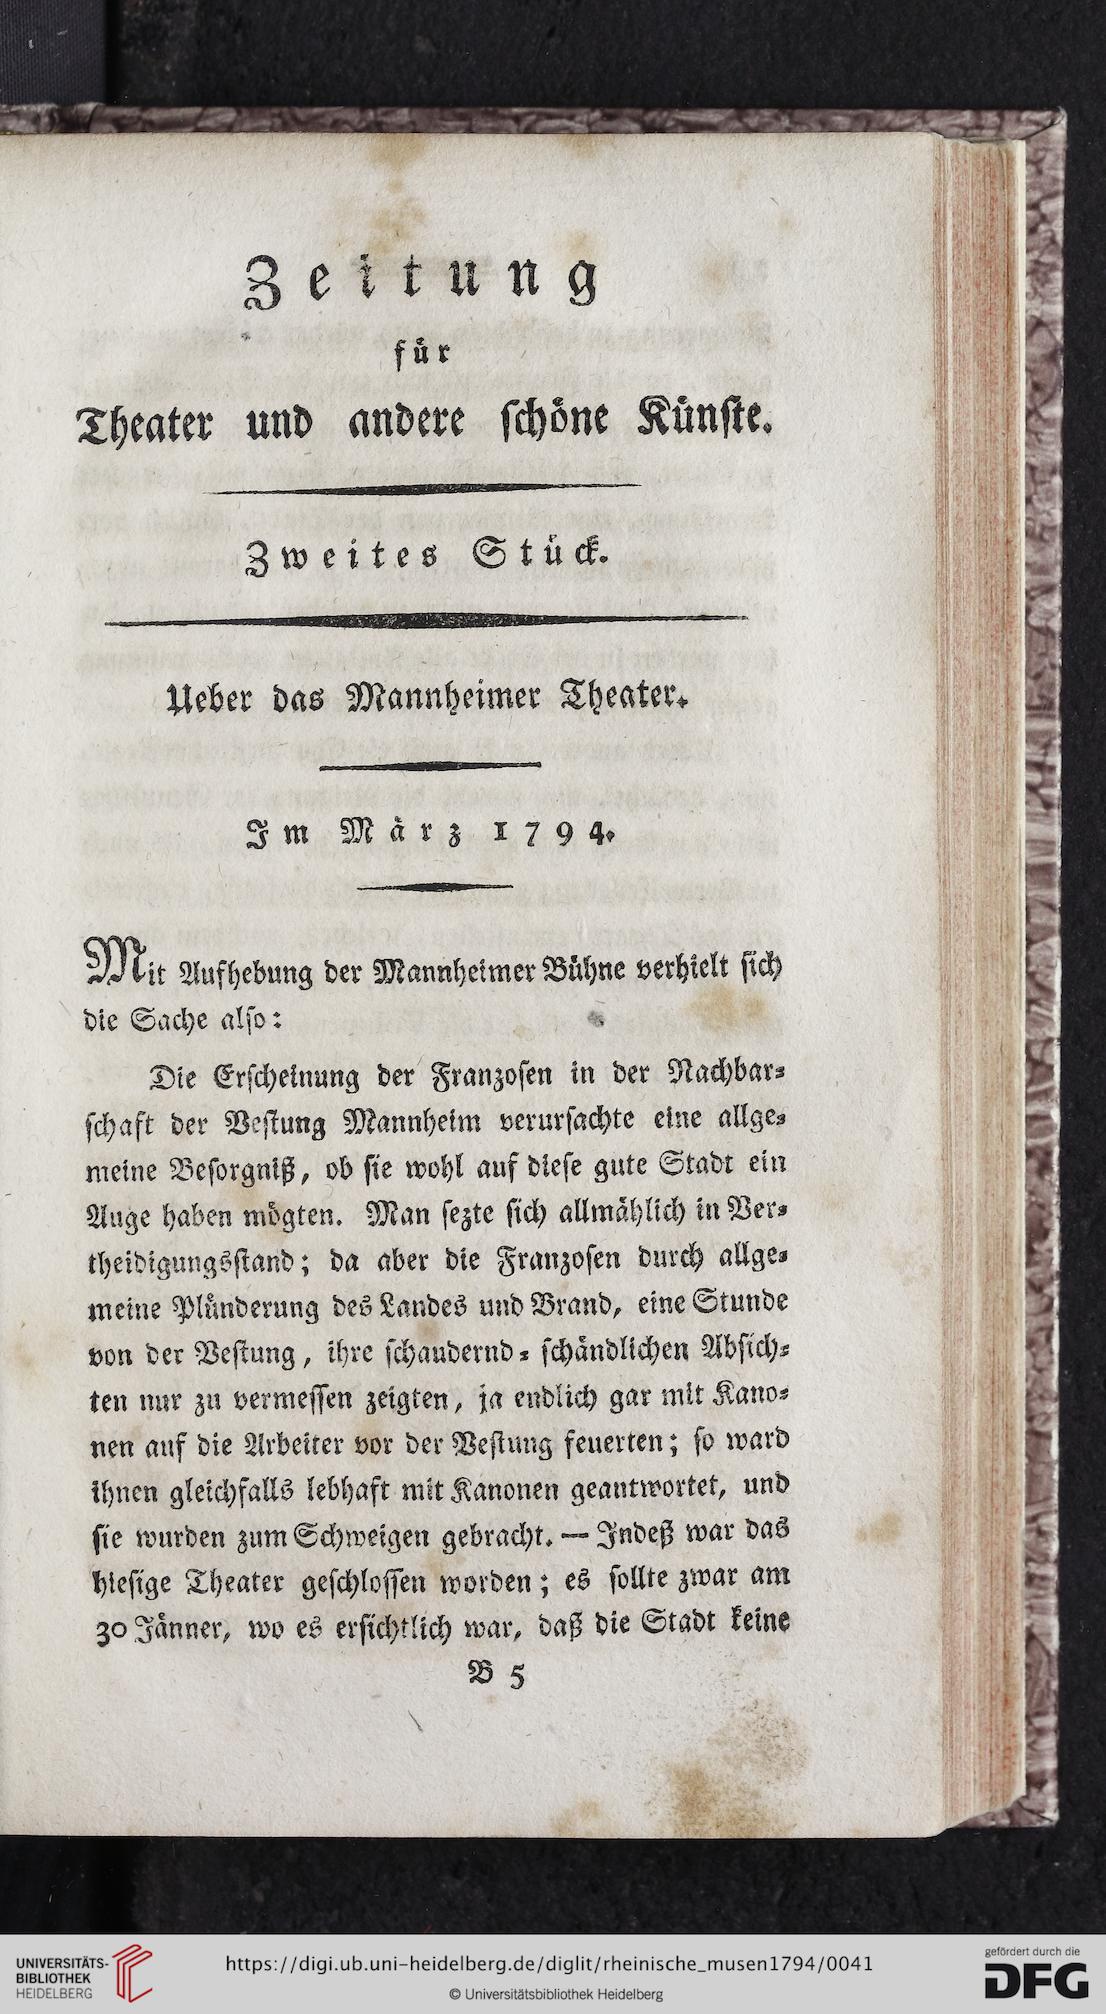 Zeitung
für
Theater und andere ſchöne Künſte.
Zweites Stück.
Ueber das Mannheimer Theater.
Im März 1794.
Mit Aufhebung der Mannheimer Bühne verhielt ſich
die Sache alſo:
Die Erſcheinung der Franzoſen in der Nachbar⸗
ſchaft der Veſtung Mannheim verurſachte eine allge⸗
meine Beſorgniß, ob ſie wohl auf dieſe gute Stadt ein
Auge haben mögten. Man ſezte ſich allmählich in Ver⸗
theidigungsſtand; da aber die Franzoſen durch allge⸗
meine Plünderung des Landes und Brand, eine Stunde
von der Veſtung, ihre ſchaudernd⸗ſchändlichen Abſich⸗
ten nur zu vermeſſen zeigten, ja endlich gar mit Kano⸗
nen auf die Arbeiter vor der Veſtung feuerten; ſo ward
ihnen gleichfalls lebhaft mit Kanonen geantwortet, und
ſie wurden zum Schweigen gebracht. — Indeß war das
hieſige Theater geſchloſſen worden; es ſollte zwar am
30 Jänner, wo es erſichtlich war, daß die Stadt keine
B 5
UNIVERSITÄTS-
BIBLIOTHEK
HEIDELBERG
https://digi.ub.uni-heidelberg.de/diglit/rheinische_musen1794/0041
© Universitätsbibliothek Heidelberg
gefördert durch die
DFG